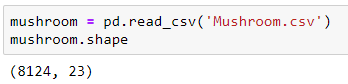 mushroom = pd.read_csv('Mushroom.csv')
mushroom.shape
(8124, 23)